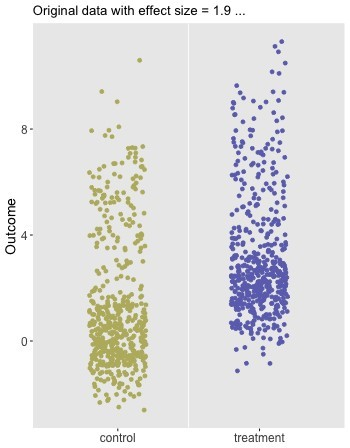 Original data with effect size = 1.9 ...
8
4
0
Outcome
control
treatment